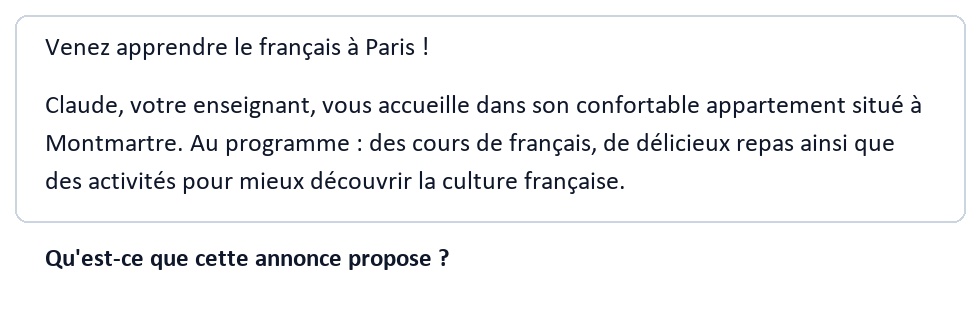 Venez apprendre le français à Paris !
Claude, votre enseignant, vous accueille dans son confortable appartement situé à
Montmartre. Au programme : des cours de français, de délicieux repas ainsi que
des activités pour mieux découvrir la culture française.
Qu'est-ce que cette annonce propose ?